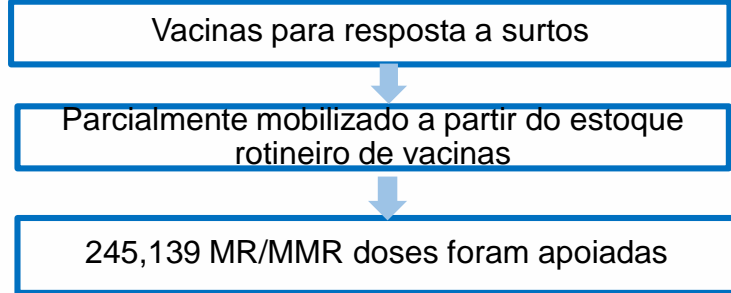 Vacinas para resposta a surtos
Parcialmente mobilizado a partir do estoque
rotineiro de vacinas
245,139 MR/MMR doses foram apoiadas